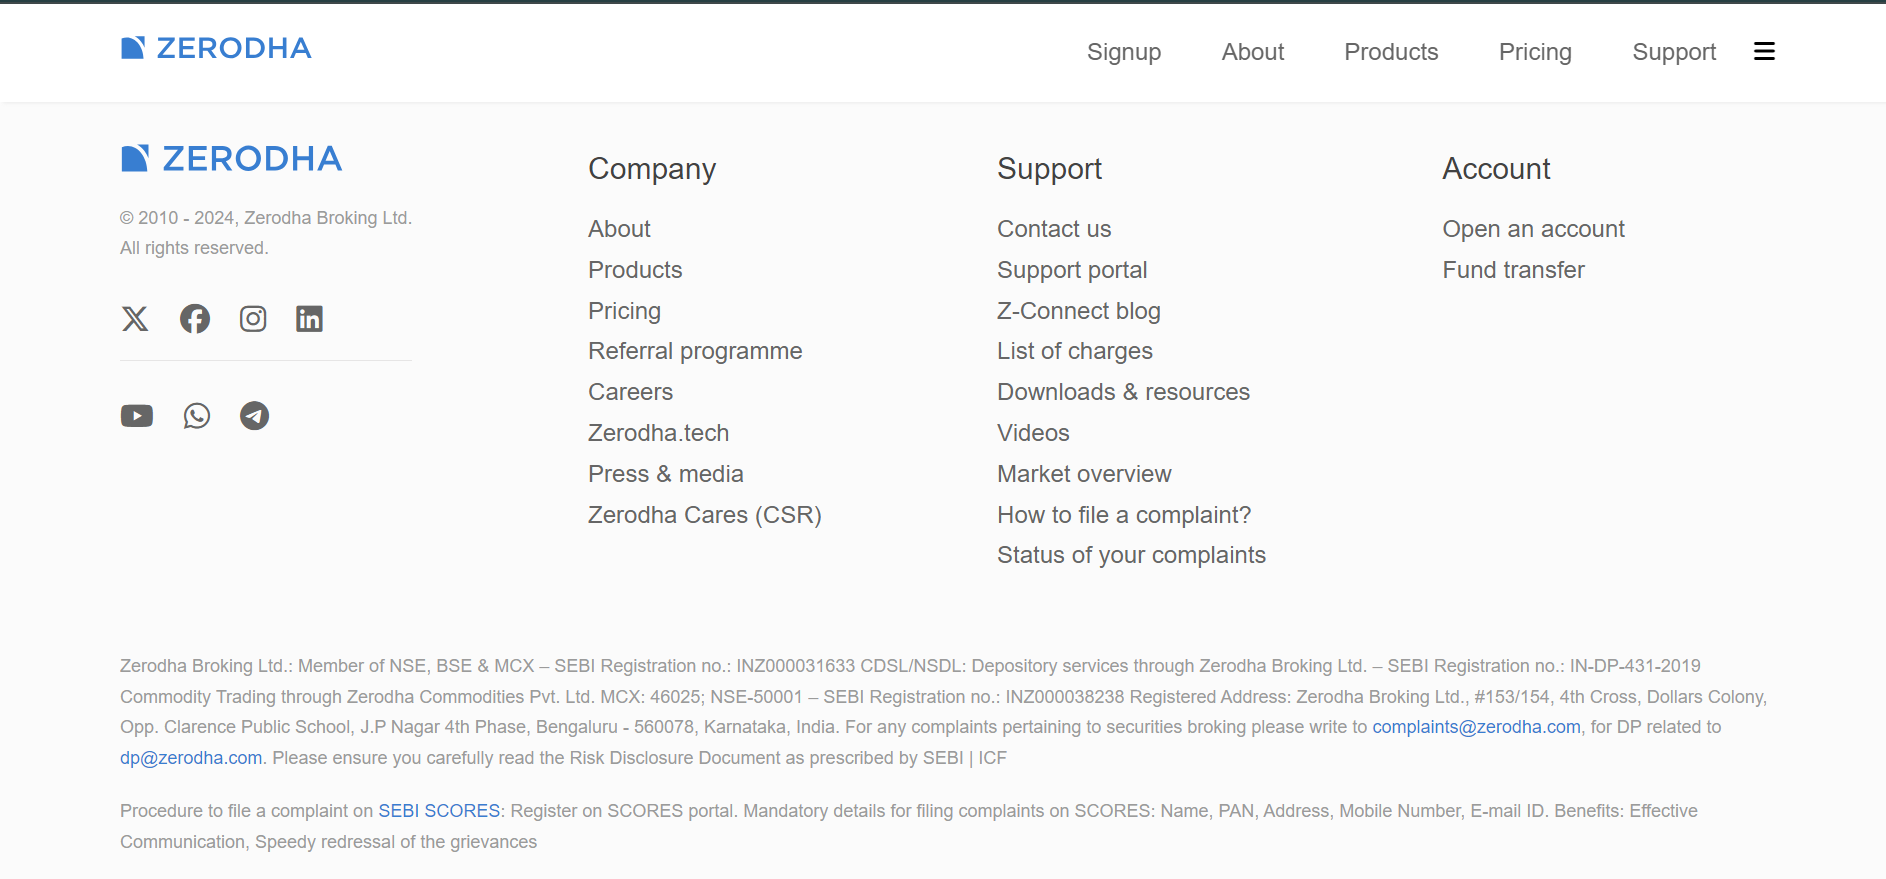 ZERODHA
Signup
About
Products
Pricing
Support
ZERODHA
© 2010 - 2024, Zerodha Broking Ltd.
All rights reserved.
Company
About
Products
Pricing
Referral programme
Careers
Zerodha.tech
Press & media
Zerodha Cares (CSR)
Support
Contact us
Support portal
Z-Connect blog
List of charges
Downloads & resources
Videos
Market overview
How to file a complaint?
Status of your complaints
Account
Open an account
Fund transfer
Zerodha Broking Ltd.: Member of NSE, BSE & MCX – SEBI Registration no.: INZ000031633 CDSL/NSDL: Depository services through Zerodha Broking Ltd. – SEBI Registration no.: IN-DP-431-2019
Commodity Trading through Zerodha Commodities Pvt. Ltd. MCX: 46025; NSE-50001 – SEBI Registration no.: INZ000038238 Registered Address: Zerodha Broking Ltd., #153/154, 4th Cross, Dollars Colony,
Opp. Clarence Public School, J.P Nagar 4th Phase, Bengaluru - 560078, Karnataka, India. For any complaints pertaining to securities broking please write to complaints@zerodha.com, for DP related to
dp@zerodha.com. Please ensure you carefully read the Risk Disclosure Document as prescribed by SEBI | ICF
Procedure to file a complaint on SEBI SCORES: Register on SCORES portal. Mandatory details for filing complaints on SCORES: Name, PAN, Address, Mobile Number, E-mail ID. Benefits: Effective
Communication, Speedy redressal of the grievances